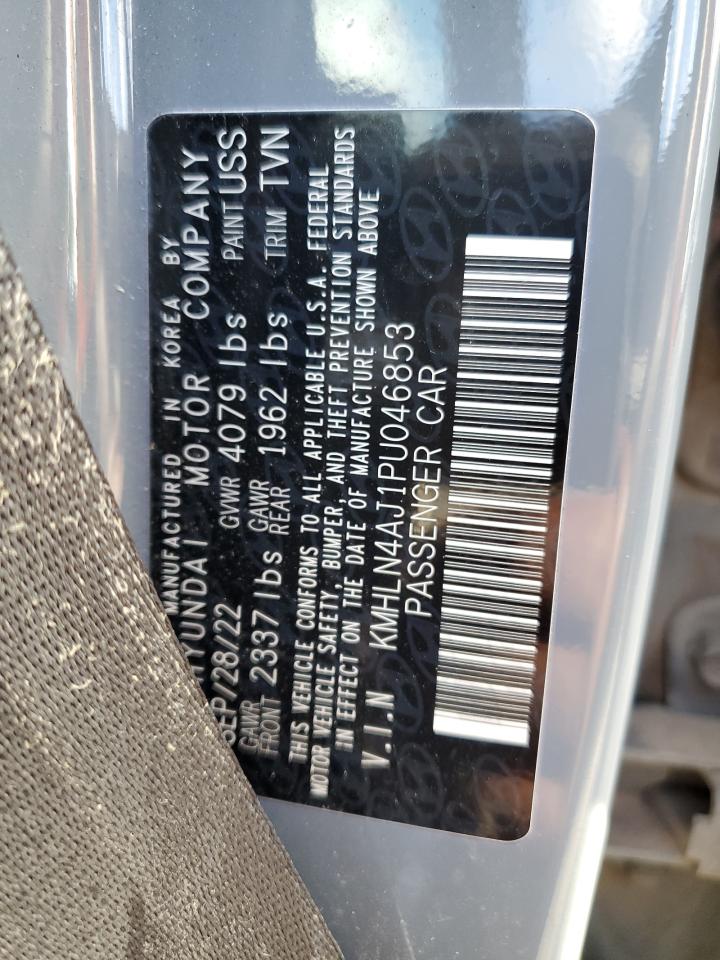 MANUFACTURED IN KOREA BY
HYUNDAI MOTOR COMPANY
SEP/28/22 GVWR 4079 lbs PAINT USS
GAWR FRONT 2337 lbs GAWR REAR 1962 lbs TRIM TVN
THIS VEHICLE CONFORMS TO ALL APPLICABLE U.S.A. FEDERAL
MOTOR VEHICLE SAFETY, BUMPER, AND THEFT PREVENTION STANDARDS
IN EFFECT ON THE DATE OF MANUFACTURE SHOWN ABOVE
V.I.N KMHLN4AJ1PU046853
PASSENGER CAR